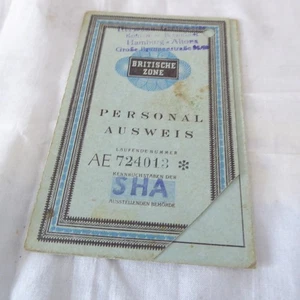 Hamburg-Altona
BRITISCHE
ZONE
PERSONAL
AUSWEIS
LAUFENDE NUMMER
AE 724013 *
KENNBUCHSTABEN DER
SHA
AUSSTELLENDEN BEHÖRDE